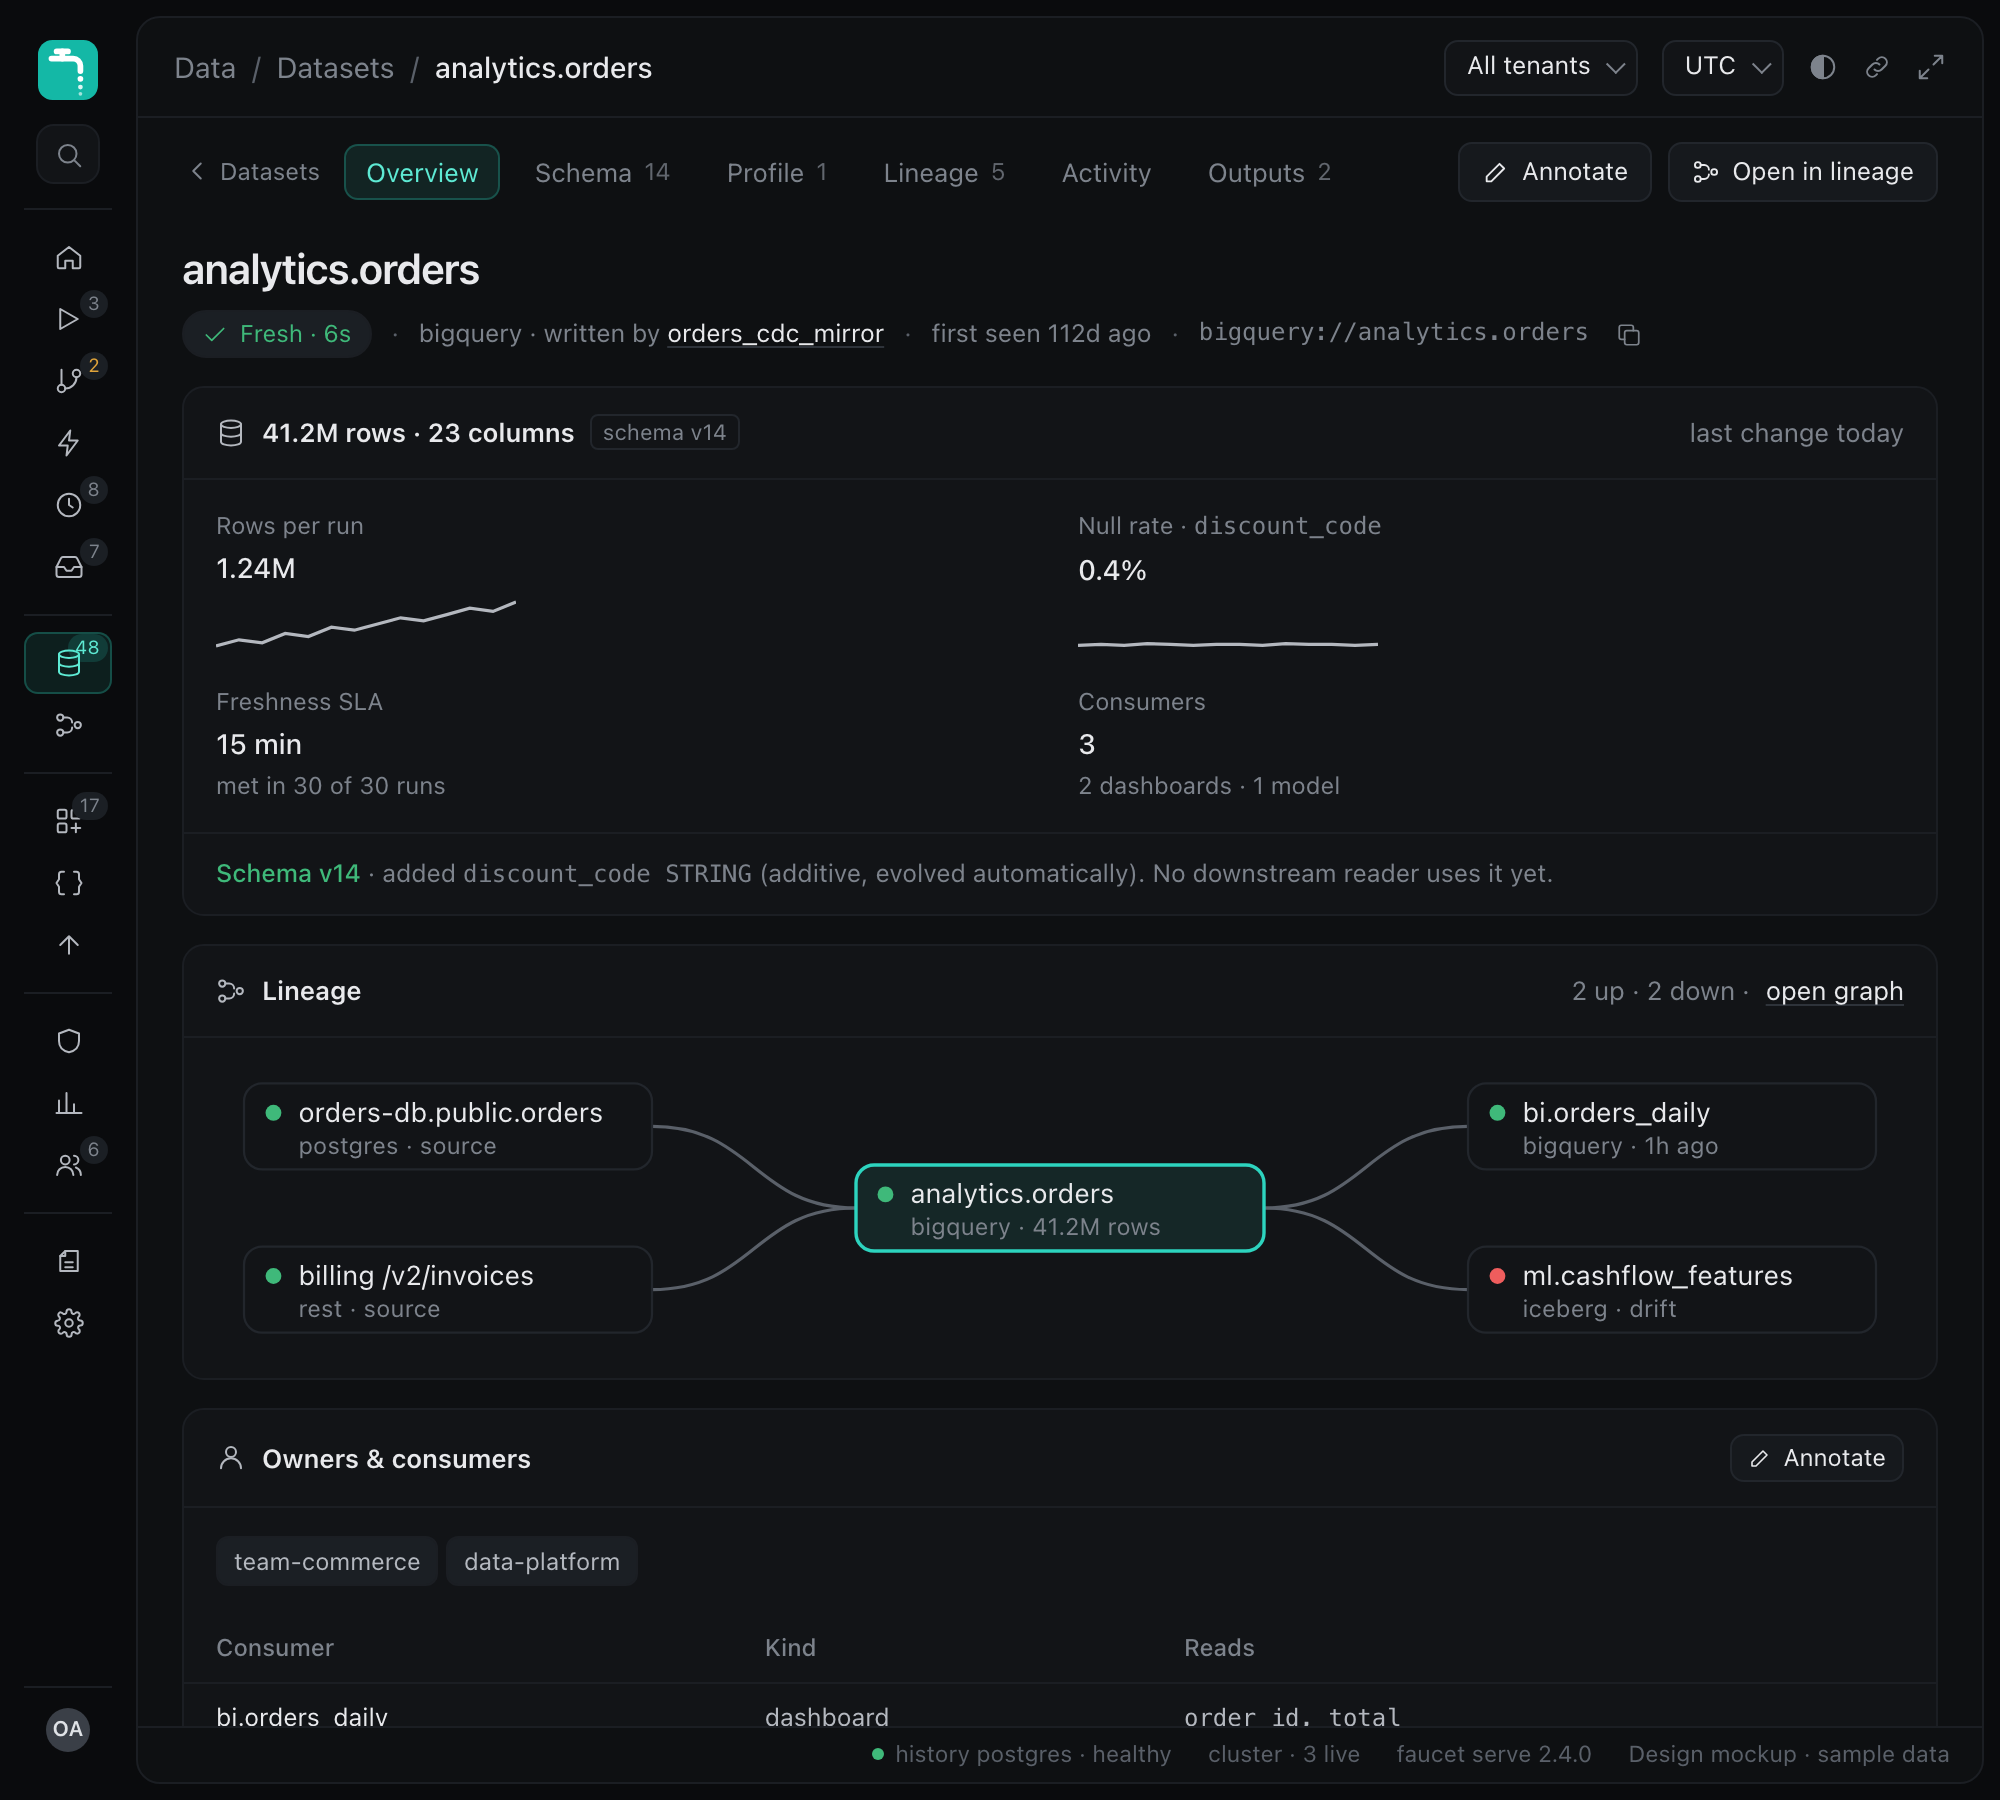 Data / Datasets / analytics.orders
All tenants
UTC
Datasets
Overview
Schema 14
Profile 1
Lineage 5
Activity
Outputs 2
Annotate
Open in lineage
3
2
8
7
48
17
6
OA
analytics.orders
Fresh · 6s · bigquery · written by orders_cdc_mirror · first seen 112d ago · bigquery://analytics.orders
41.2M rows · 23 columns schema v14
last change today
Rows per run
1.24M
Null rate · discount_code
0.4%
Freshness SLA
15 min
met in 30 of 30 runs
Consumers
3
2 dashboards · 1 model
Schema v14 · added discount_code STRING (additive, evolved automatically). No downstream reader uses it yet.
Lineage
2 up · 2 down · open graph
orders-db.public.orders
postgres · source
billing /v2/invoices
rest · source
analytics.orders
bigquery · 41.2M rows
bi.orders_daily
bigquery · 1h ago
ml.cashflow_features
iceberg · drift
Owners & consumers
Annotate
team-commerce
data-platform
Consumer Kind Reads
bi.orders_daily dashboard order_id, total
history postgres · healthy
cluster · 3 live
faucet serve 2.4.0
Design mockup · sample data